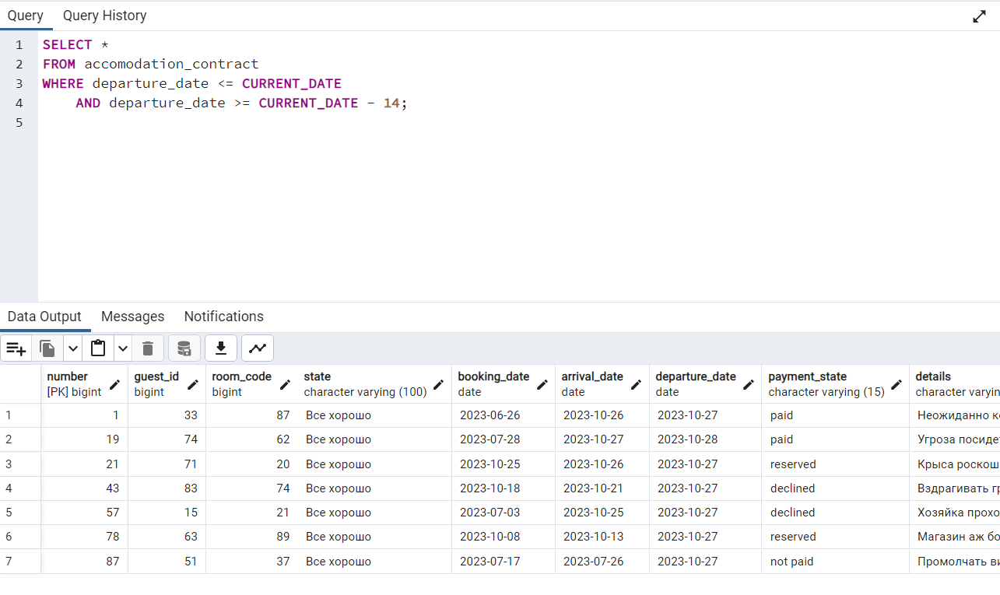 Query Query History
1 SELECT *
2 FROM accomodation_contract
3 WHERE departure_date <= CURRENT_DATE
4 AND departure_date >= CURRENT_DATE - 14;
5
Data Output Messages Notifications
number guest_id room_code state booking_date arrival_date departure_date payment_state details
[PK] bigint bigint bigint character varying (100) date date date character varying (15) character varyin
1 1 33 87 Все хорошо 2023-06-26 2023-10-26 2023-10-27 paid Неожиданно к
2 19 74 62 Все хорошо 2023-07-28 2023-10-27 2023-10-28 paid Угроза посиде
3 21 71 20 Все хорошо 2023-10-25 2023-10-26 2023-10-27 reserved Крыса роскош
4 43 83 74 Все хорошо 2023-10-18 2023-10-21 2023-10-27 declined Вздрагивать гр
5 57 15 21 Все хорошо 2023-07-03 2023-10-25 2023-10-27 declined Хозяйка прохо
6 78 63 89 Все хорошо 2023-10-08 2023-10-13 2023-10-27 reserved Магазин аж бо
7 87 51 37 Все хорошо 2023-07-17 2023-07-26 2023-10-27 not paid Промолчать ви